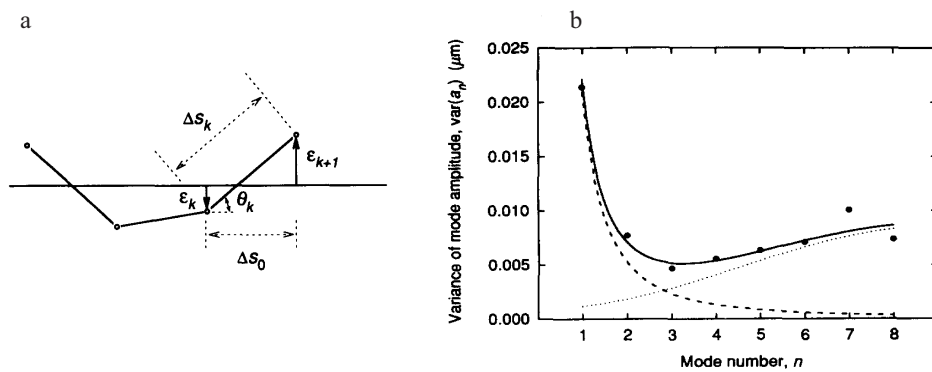 a
Δs_k
ε_{k+1}
ε_k
θ_k
Δs_0
b
Variance of mode amplitude, var(a_n) (μm)
0.025
0.020
0.015
0.010
0.005
0.000
1 2 3 4 5 6 7 8
Mode number, n